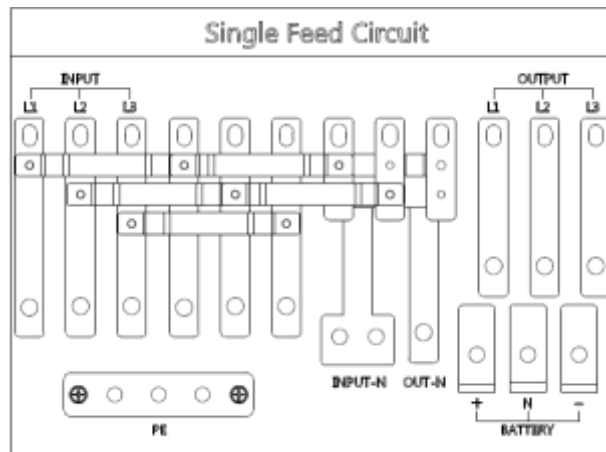 Single Feed Circuit
INPUT
OUTPUT
L1 L2 L3
L1 L2 L3
INPUT-N OUT-N
+ N -
PE
BATTERY